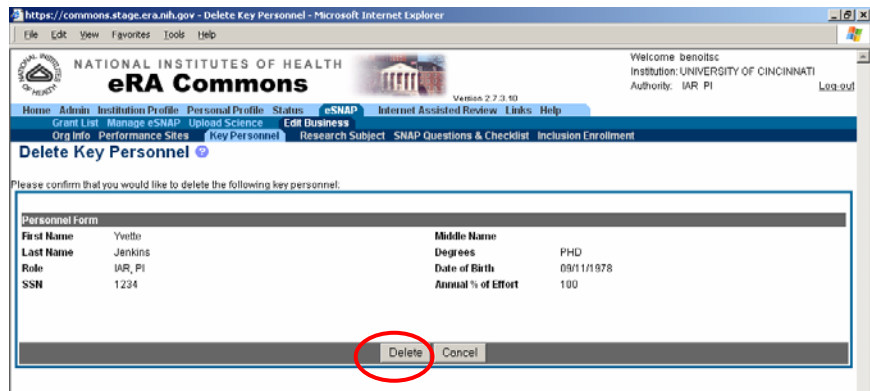 https://commons.stage.era.nih.gov - Delete Key Personnel - Microsoft Internet Explorer
File Edit View Favorites Tools Help
NATIONAL INSTITUTES OF HEALTH
eRA Commons
Version 2.7.3.10
Welcome benoitsc
Institution: UNIVERSITY OF CINCINNATI
Authority: IAR PI
Log-out
Home Admin Institution Profile Personal Profile Status eSNAP Internet Assisted Review Links Help
Grant List Manage eSNAP Upload Science Edit Business
Org Info Performance Sites Key Personnel Research Subject SNAP Questions & Checklist Inclusion Enrollment
Delete Key Personnel ?
Please confirm that you would like to delete the following key personnel:
Personnel Form
First Name Yvette Middle Name
Last Name Jenkins Degrees PHD
Role IAR, PI Date of Birth 09/11/1978
SSN 1234 Annual % of Effort 100
Delete Cancel